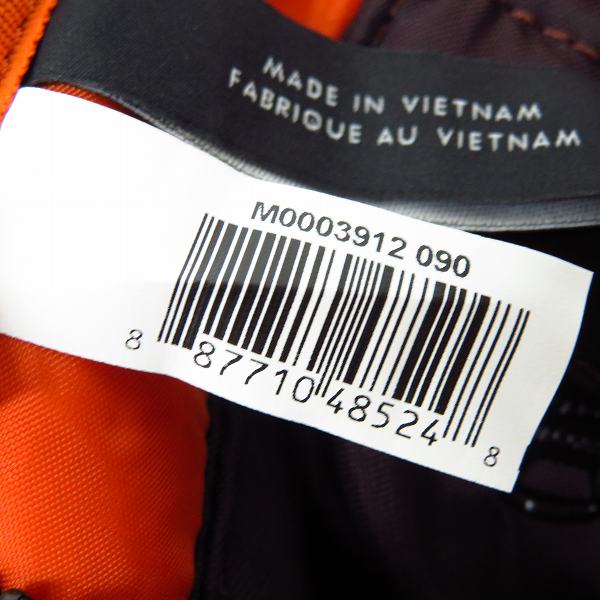 MADE IN VIETNAM
FABRIQUE AU VIETNAM
M0003912 090
8 87710 48524 8